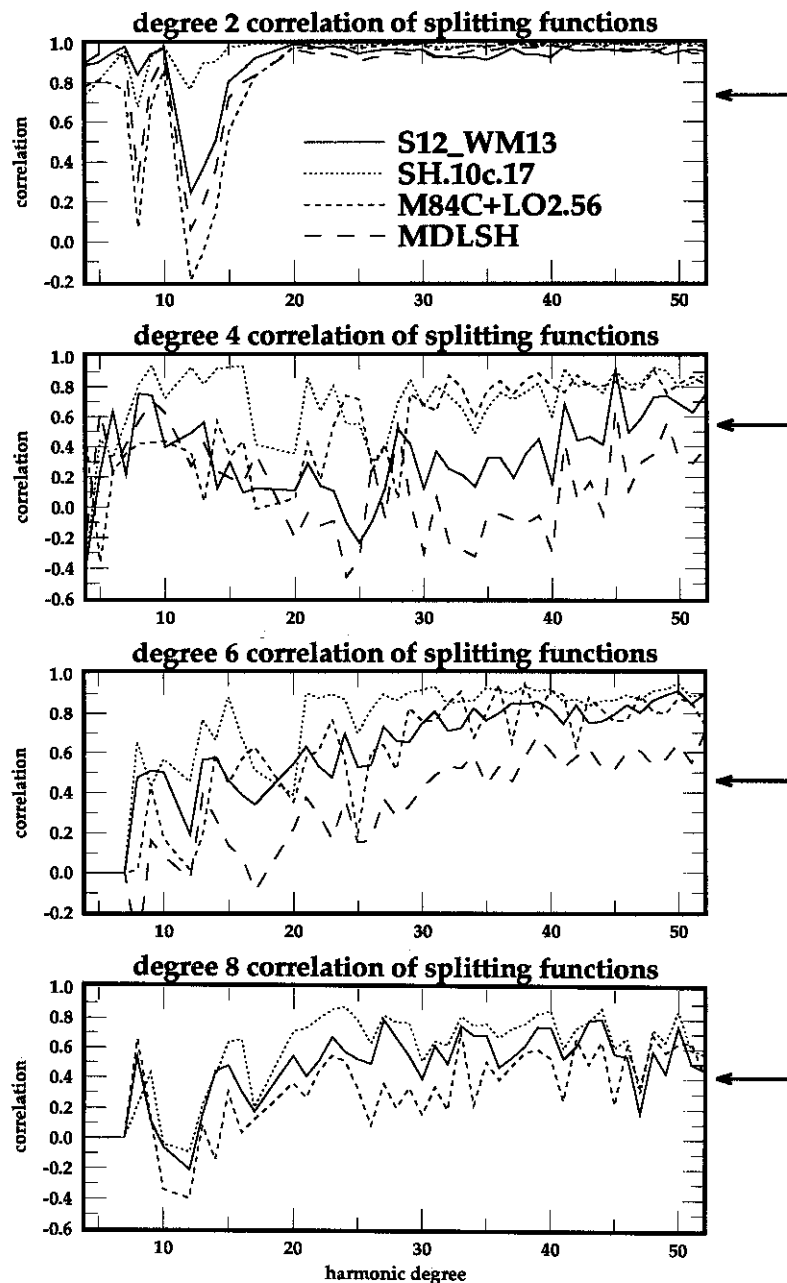 degree 2 correlation of splitting functions
1.0
0.8
0.6
0.4
0.2
0.0
-0.2
correlation
S12_WM13
SH.10c.17
M84C+LO2.56
MDLSH
10 20 30 40 50
degree 4 correlation of splitting functions
1.0
0.8
0.6
0.4
0.2
0.0
-0.2
-0.4
-0.6
correlation
10 20 30 40 50
degree 6 correlation of splitting functions
1.0
0.8
0.6
0.4
0.2
0.0
-0.2
correlation
10 20 30 40 50
degree 8 correlation of splitting functions
1.0
0.8
0.6
0.4
0.2
0.0
-0.2
-0.4
-0.6
correlation
10 20 30 40 50
harmonic degree